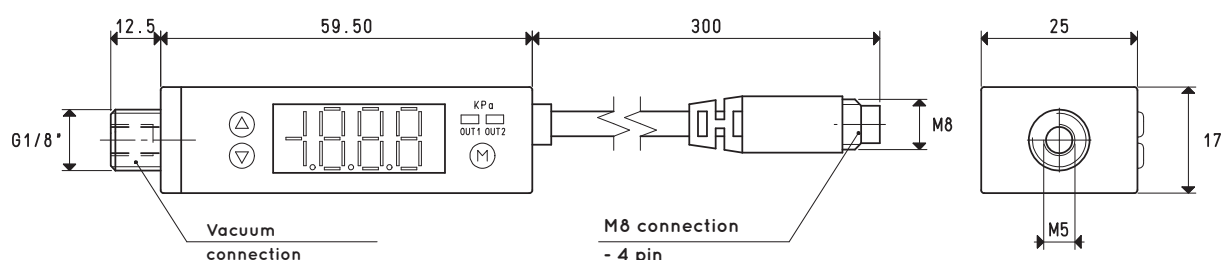 12.5
59.50
300
25
G1/8"
KPa
OUT1 OUT2
M
M8
17
M5
Vacuum
connection
M8 connection
- 4 pin